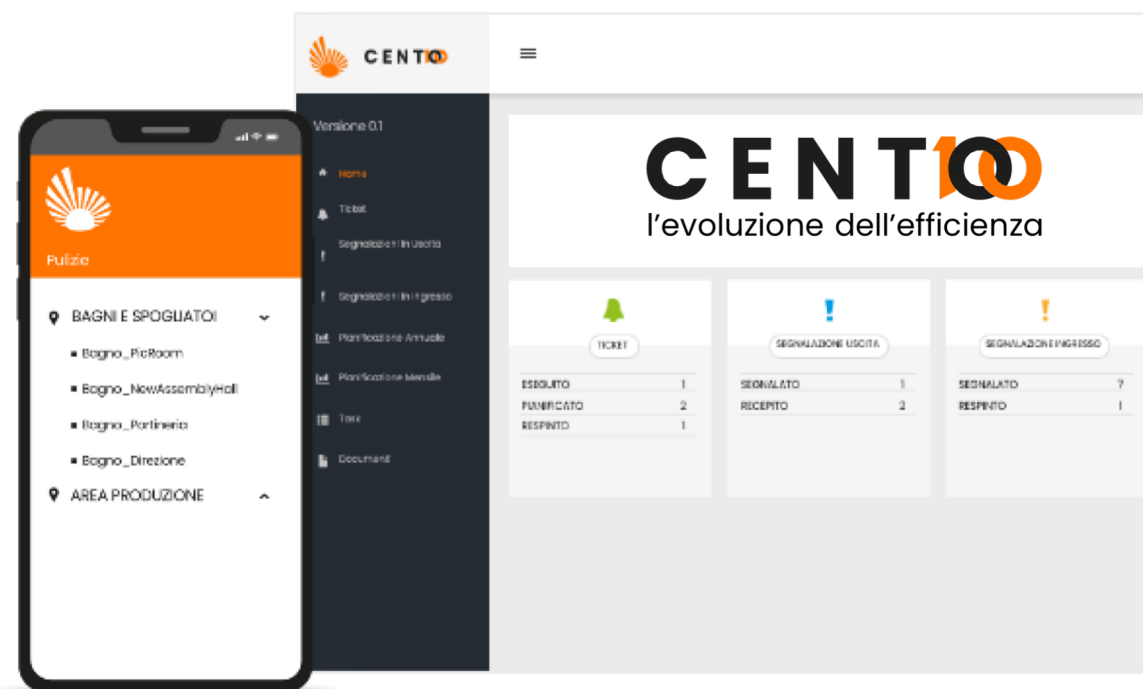 Pulizie
BAGNI E SPOGLIATOI
Bagno_PicRoom
Bagno_NewAssemblyHall
Bagno_Portineria
Bagno_Direzione
AREA PRODUZIONE
CENTO10
Versione 0.1
Home
Ticket
Segnalazioni In Uscita
Segnalazioni In Ingresso
Pianificazione Annuale
Pianificazione Mensile
Task
Documenti
CENT10O
l'evoluzione dell'efficienza
TICKET
ESEGUITO 1
PIANIFICATO 2
RESPINTO 1
SEGNALAZIONE USCITA
SEGNALATO 1
RECEPITO 2
SEGNALAZIONE INGRESSO
SEGNALATO 7
RESPINTO 1